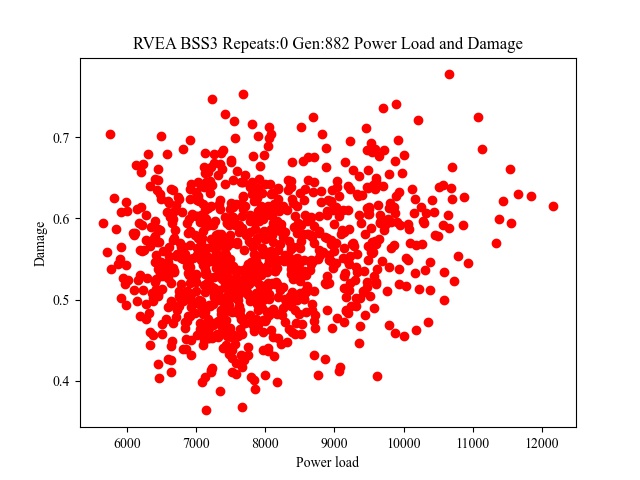 RVEA BSS3 Repeats:0 Gen:882 Power Load and Damage
0.7
0.6
0.5
0.4
Damage
6000 7000 8000 9000 10000 11000 12000
Power load